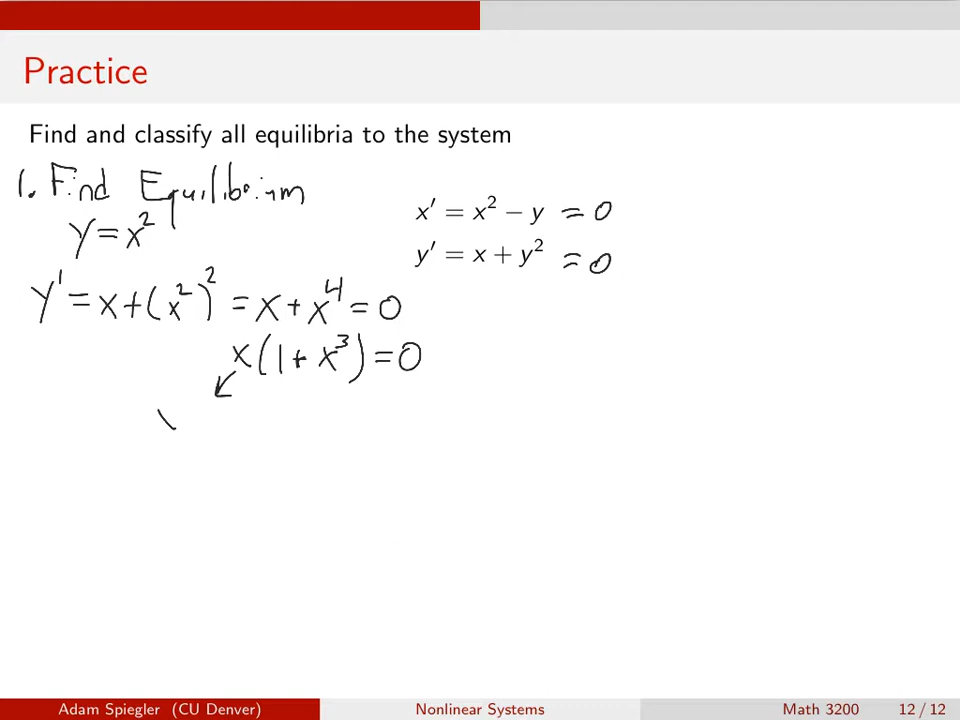 Practice
Find and classify all equilibria to the system
1. Find Equilibrium
x′ = x² − y = 0
y = x²
y′ = x + y² = 0
y' = x + (x²)² = x + x⁴ = 0
x(1 + x³) = 0
Adam Spiegler (CU Denver) Nonlinear Systems Math 3200 12 / 12